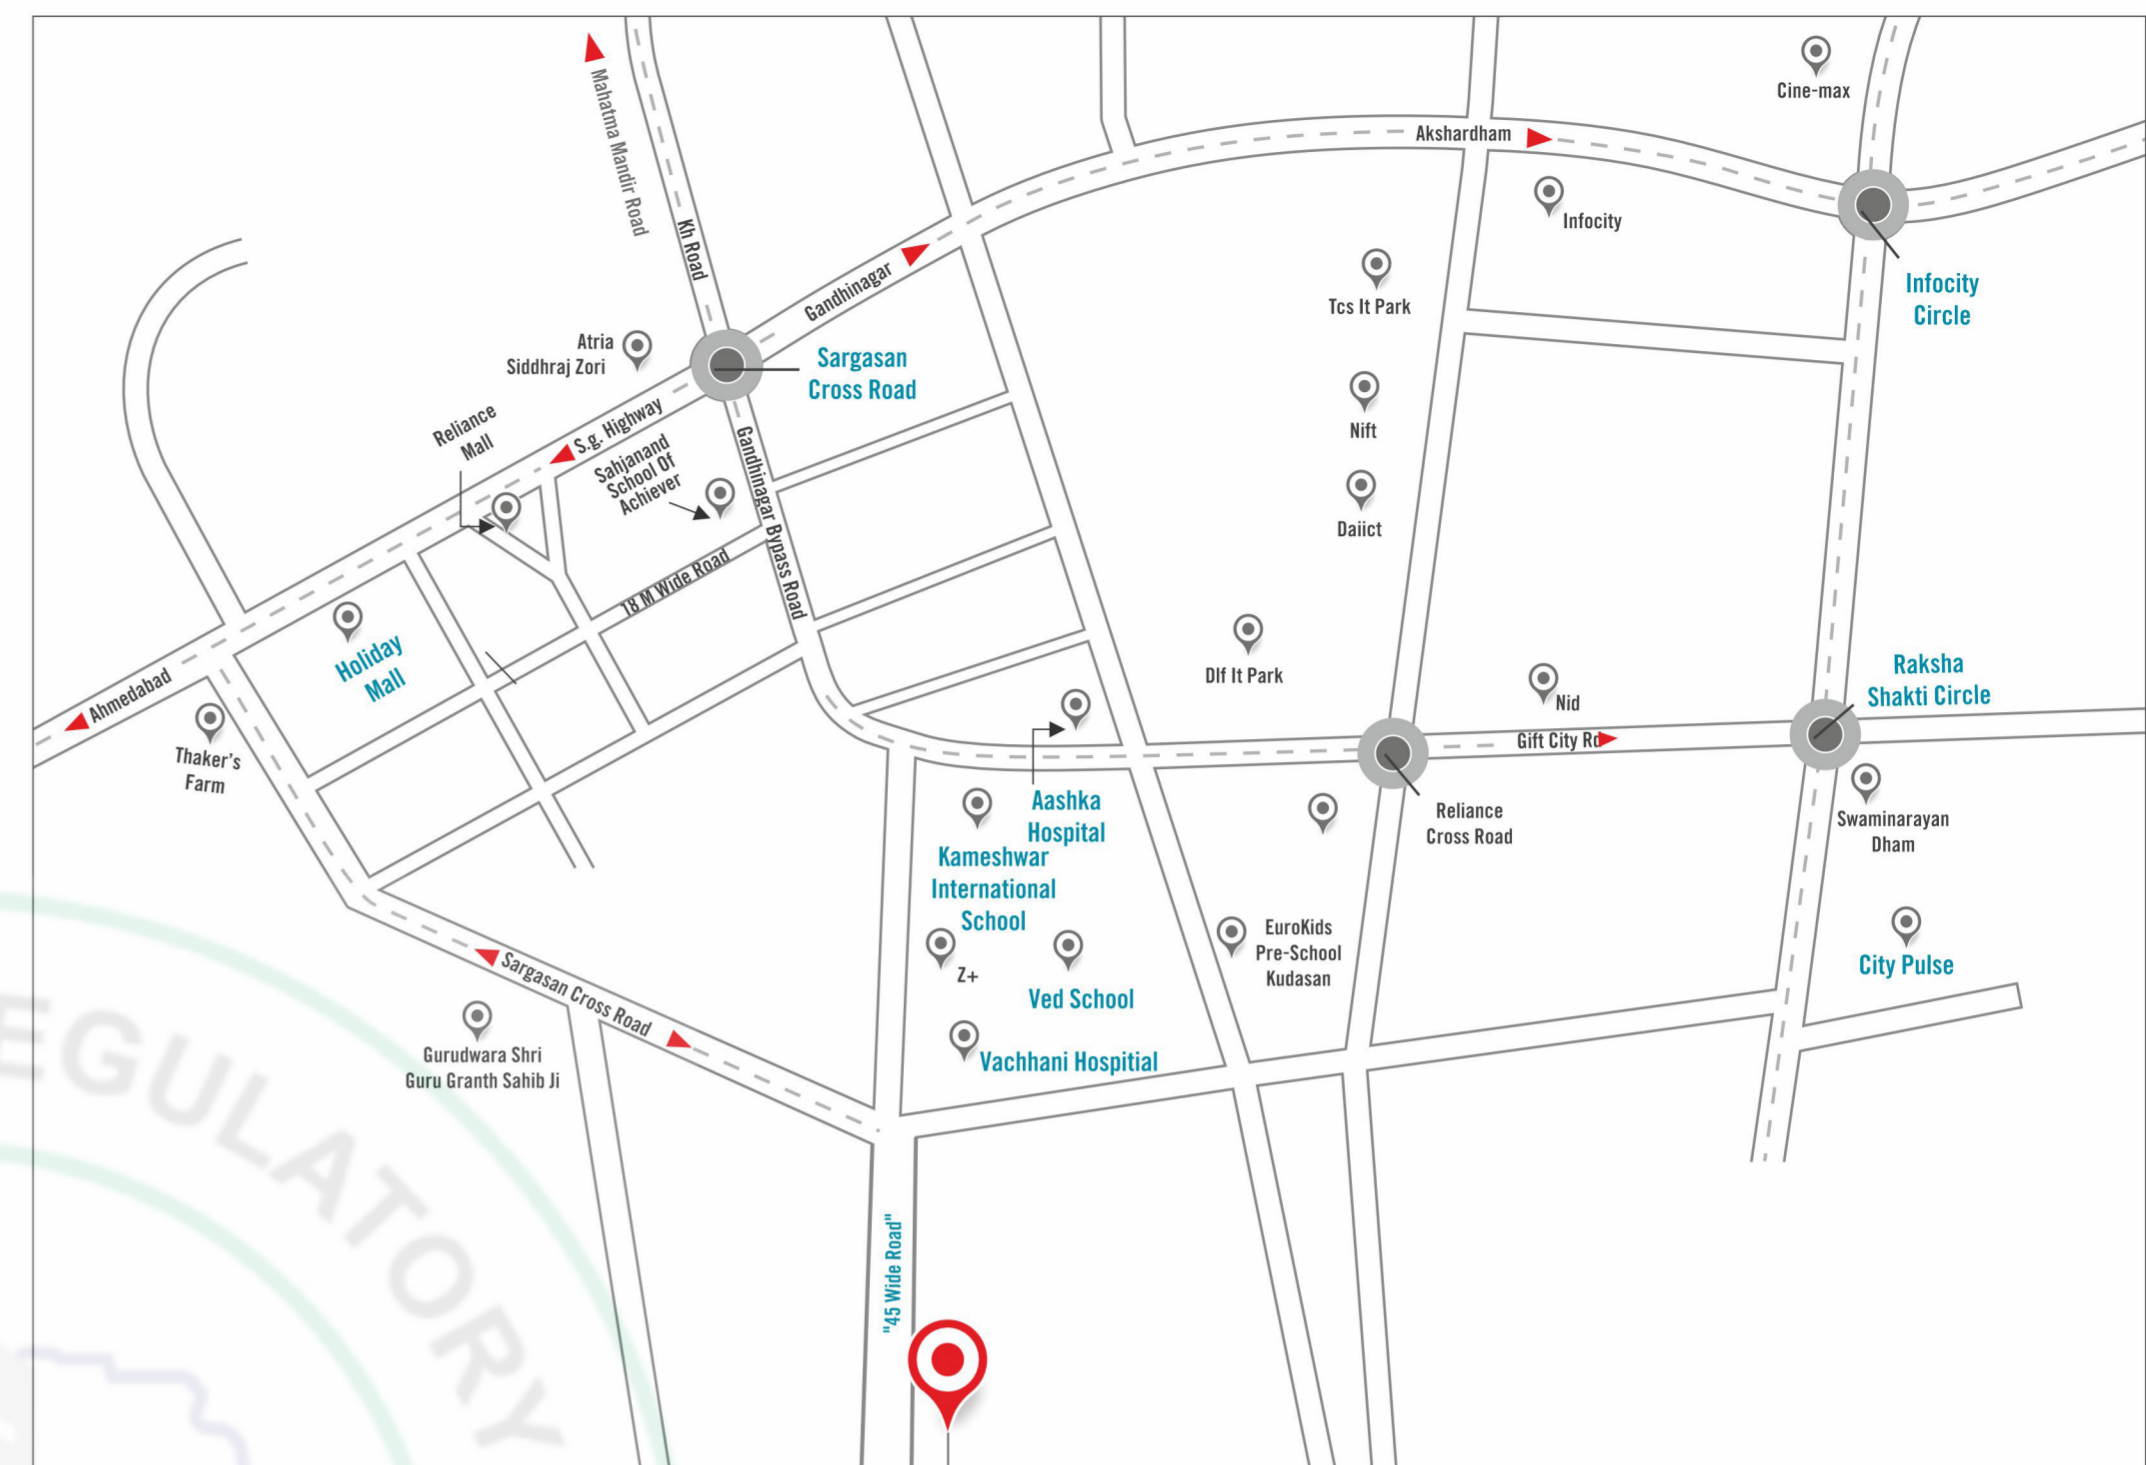 Cine-max
Mahatma Mandir Road
Kh Road
Akshardham
Infocity
Gandhinagar
Tcs It Park
Infocity
Circle
Atria
Siddhraj Zori
Sargasan
Cross Road
Reliance
Mall
S.g. Highway
Sahjanand
School Of
Achiever
Nift
Daiict
Gandhinagar Bypass Road
18 M Wide Road
Holiday
Mall
Ahmedabad
Thaker's
Farm
Dlf It Park
Nid
Raksha
Shakti Circle
Gift City Rd
Aashka
Hospital
Reliance
Cross Road
Swaminarayan
Dham
Kameshwar
International
School
EuroKids
Pre-School
Kudasan
City Pulse
Z+
Ved School
Sargasan Cross Road
Gurudwara Shri
Guru Granth Sahib Ji
Vachhani Hospitial
"45 Wide Road"
EGULATORY